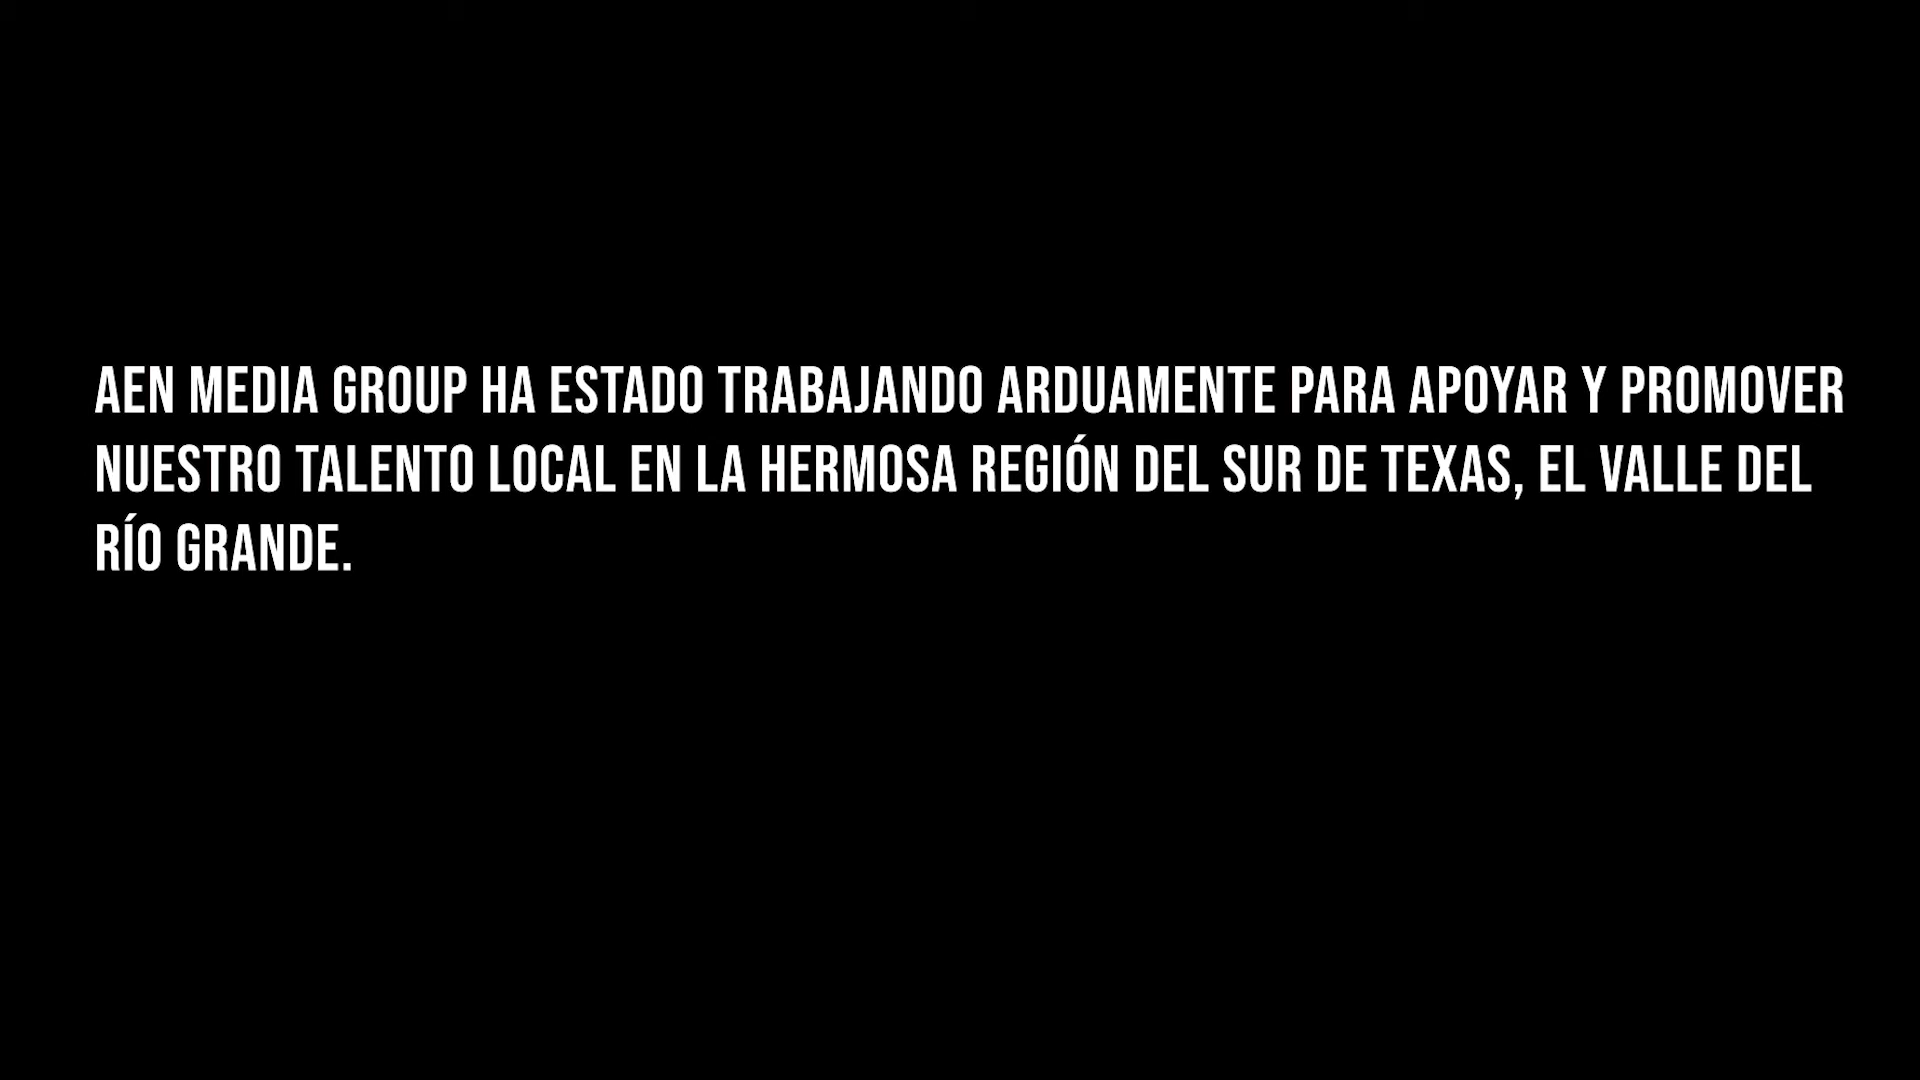 AEN MEDIA GROUP HA ESTADO TRABAJANDO ARDUAMENTE PARA APOYAR Y PROMOVER
NUESTRO TALENTO LOCAL EN LA HERMOSA REGIÓN DEL SUR DE TEXAS, EL VALLE DEL
RÍO GRANDE.